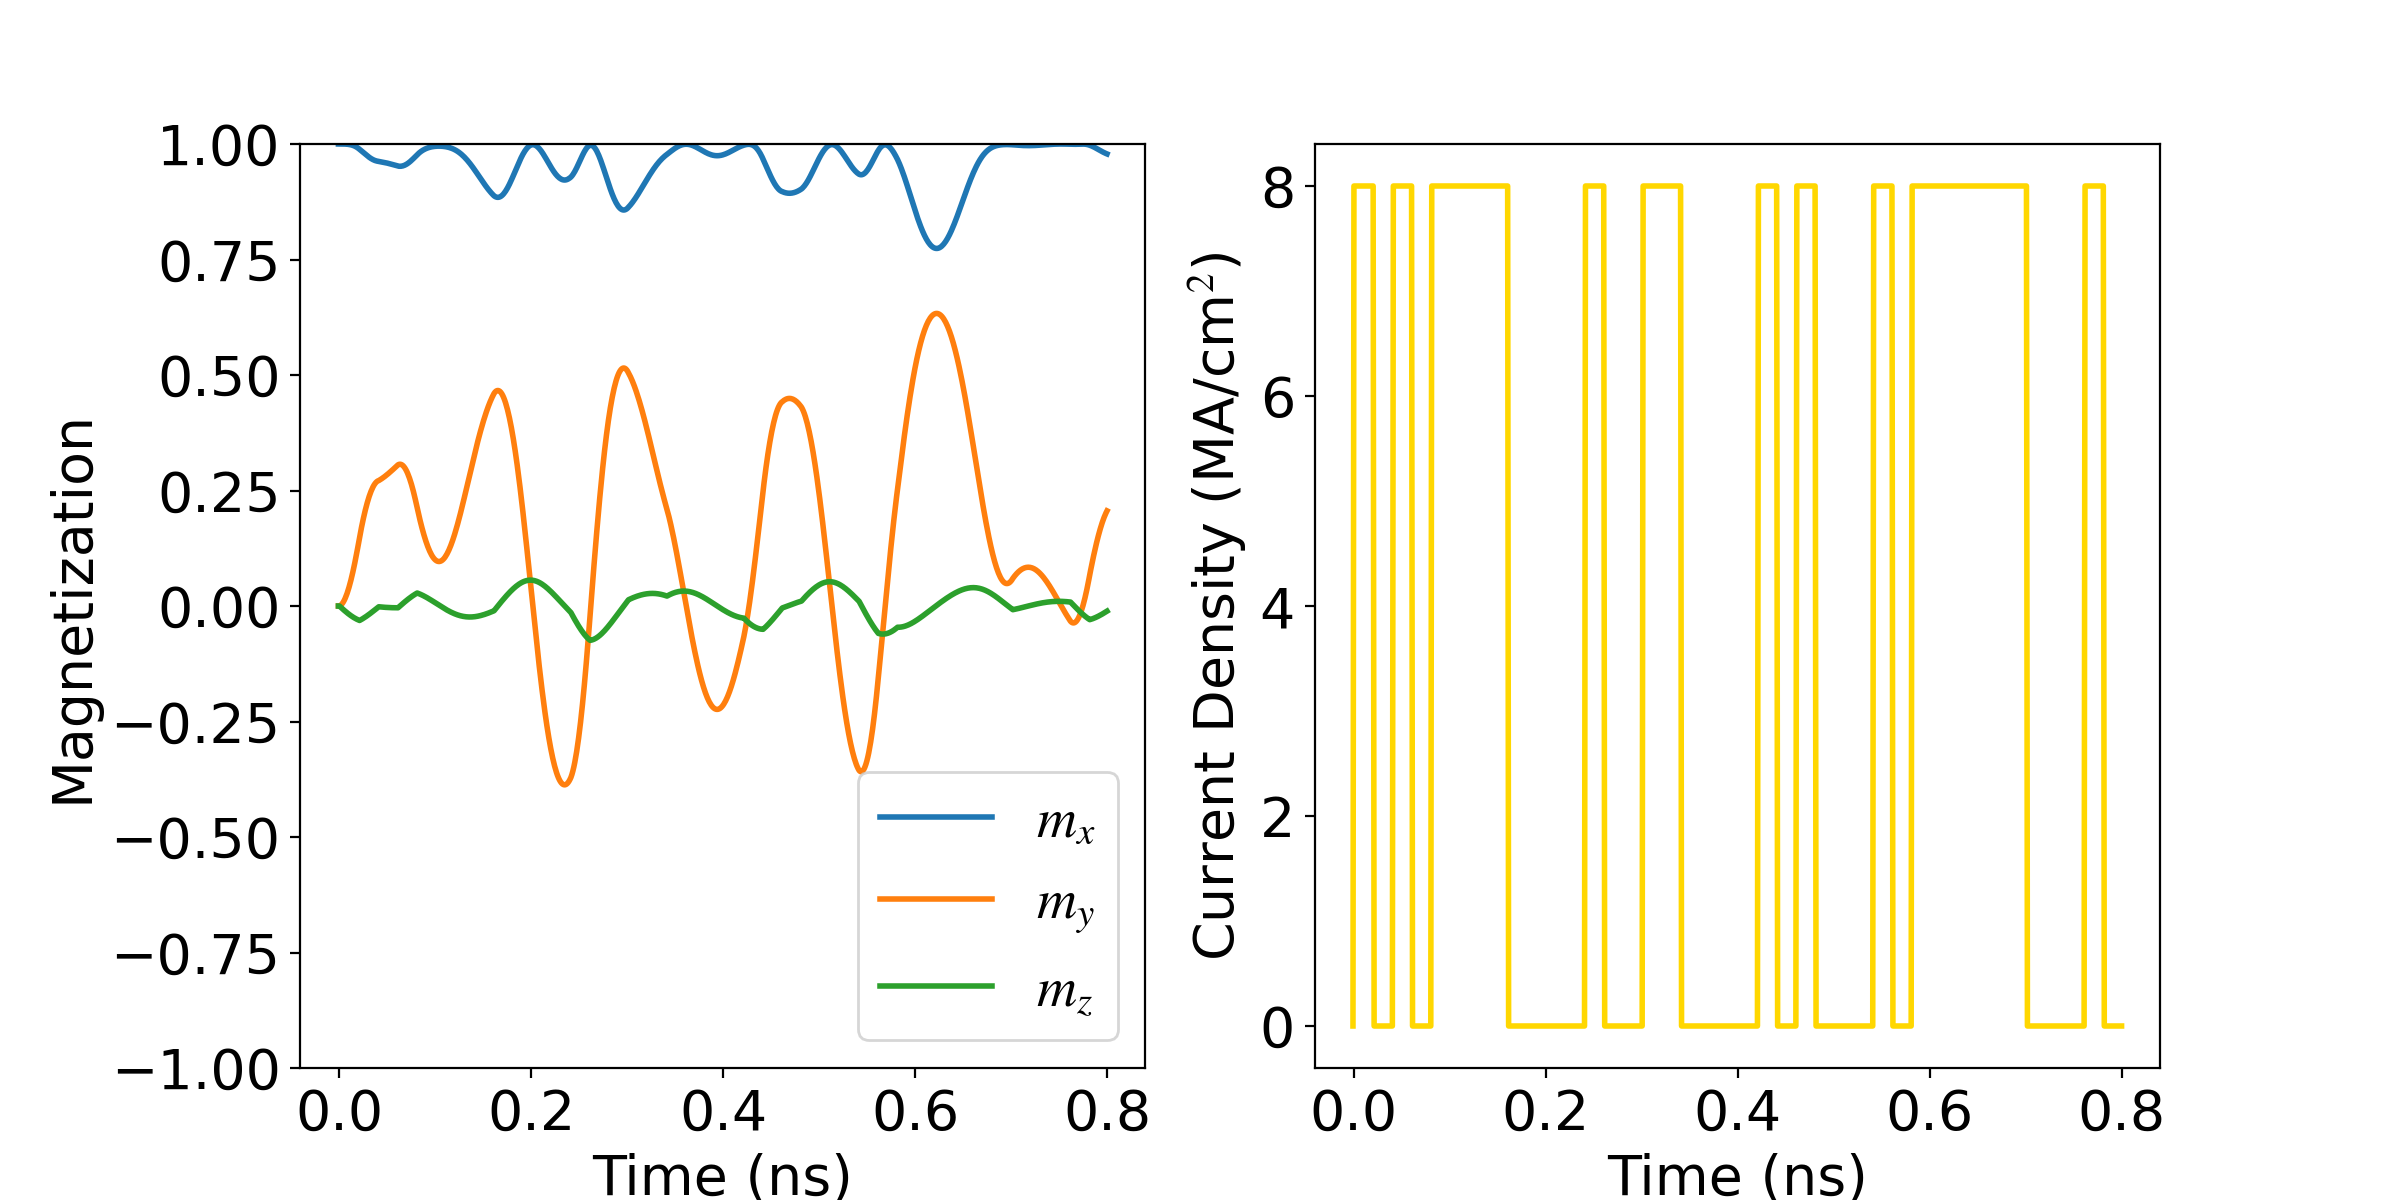 Magnetization
1.00
0.75
0.50
0.25
0.00
−0.25
−0.50
−0.75
−1.00
0.0 0.2 0.4 0.6 0.8
Time (ns)
mₓ
m_y
m_z
Current Density (MA/cm²)
8
6
4
2
0
0.0 0.2 0.4 0.6 0.8
Time (ns)